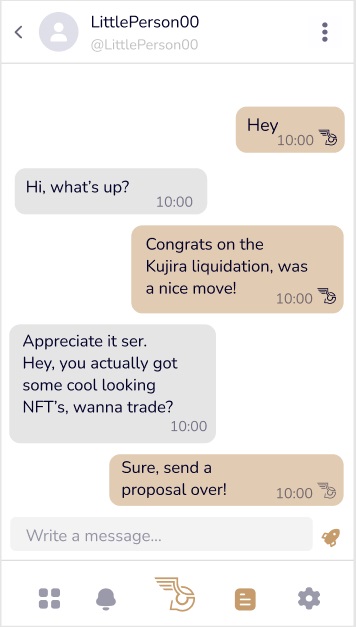 LittlePerson00
@LittlePerson00
Hey
10:00
Hi, what's up?
10:00
Congrats on the
Kujira liquidation, was
a nice move!
10:00
Appreciate it ser.
Hey, you actually got
some cool looking
NFT's, wanna trade?
10:00
Sure, send a
proposal over!
10:00
Write a message...